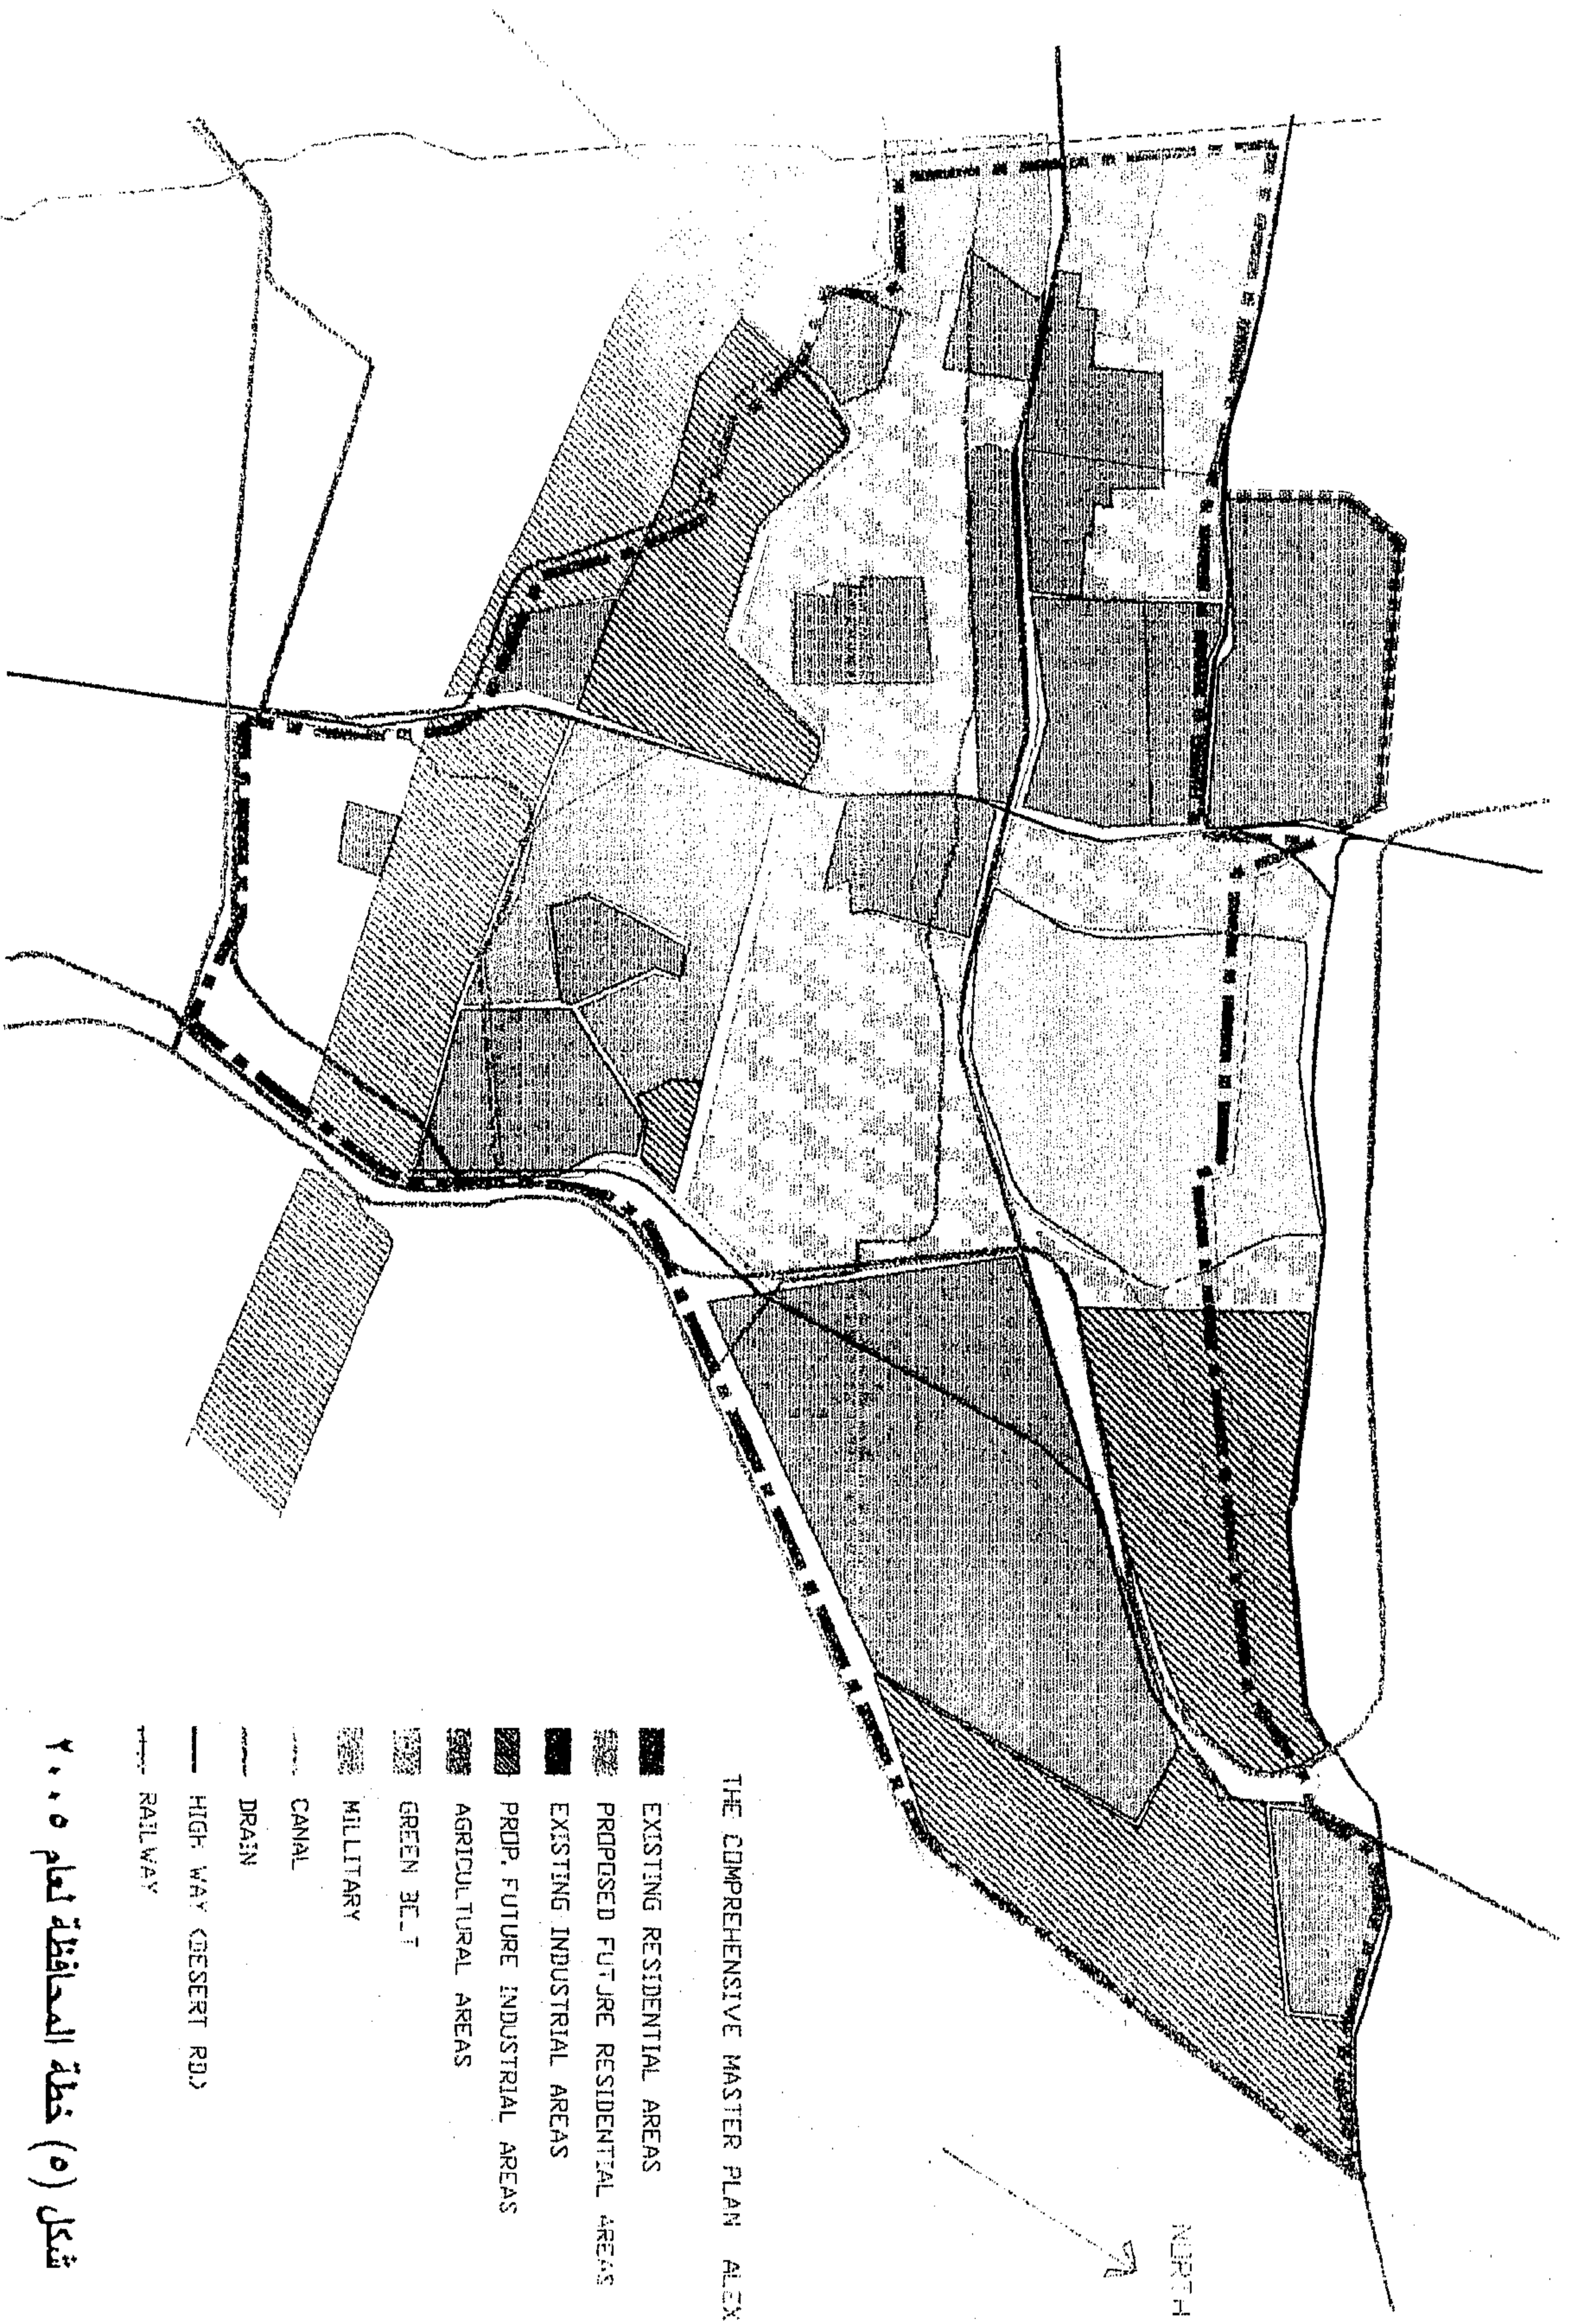 NORTH
THE COMPREHENSIVE MASTER PLAN ALEX
EXISTING RESIDENTIAL AREAS
PROPOSED FUTURE RESIDENTIAL AREAS
EXISTING INDUSTRIAL AREAS
PROP. FUTURE INDUSTRIAL AREAS
AGRICULTURAL AREAS
GREEN BELT
MILLITARY
CANAL
DRAIN
HIGH WAY (DESERT RD.)
RAILWAY
شكل (٥) خطة المحافظة لعام ٢٠٠٥